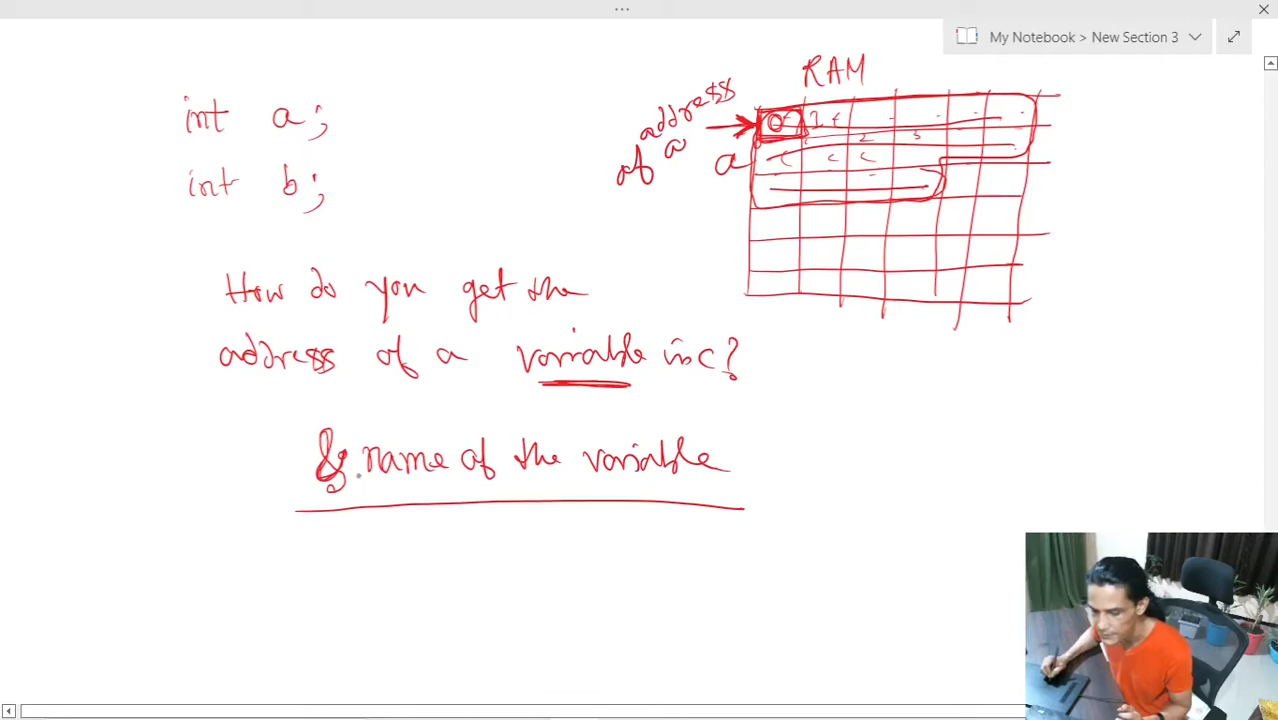 My Notebook > New Section 3
RAM
int a;
int b;
address
of a
a
How do you get the
address of a variable in c?
& name of the variable